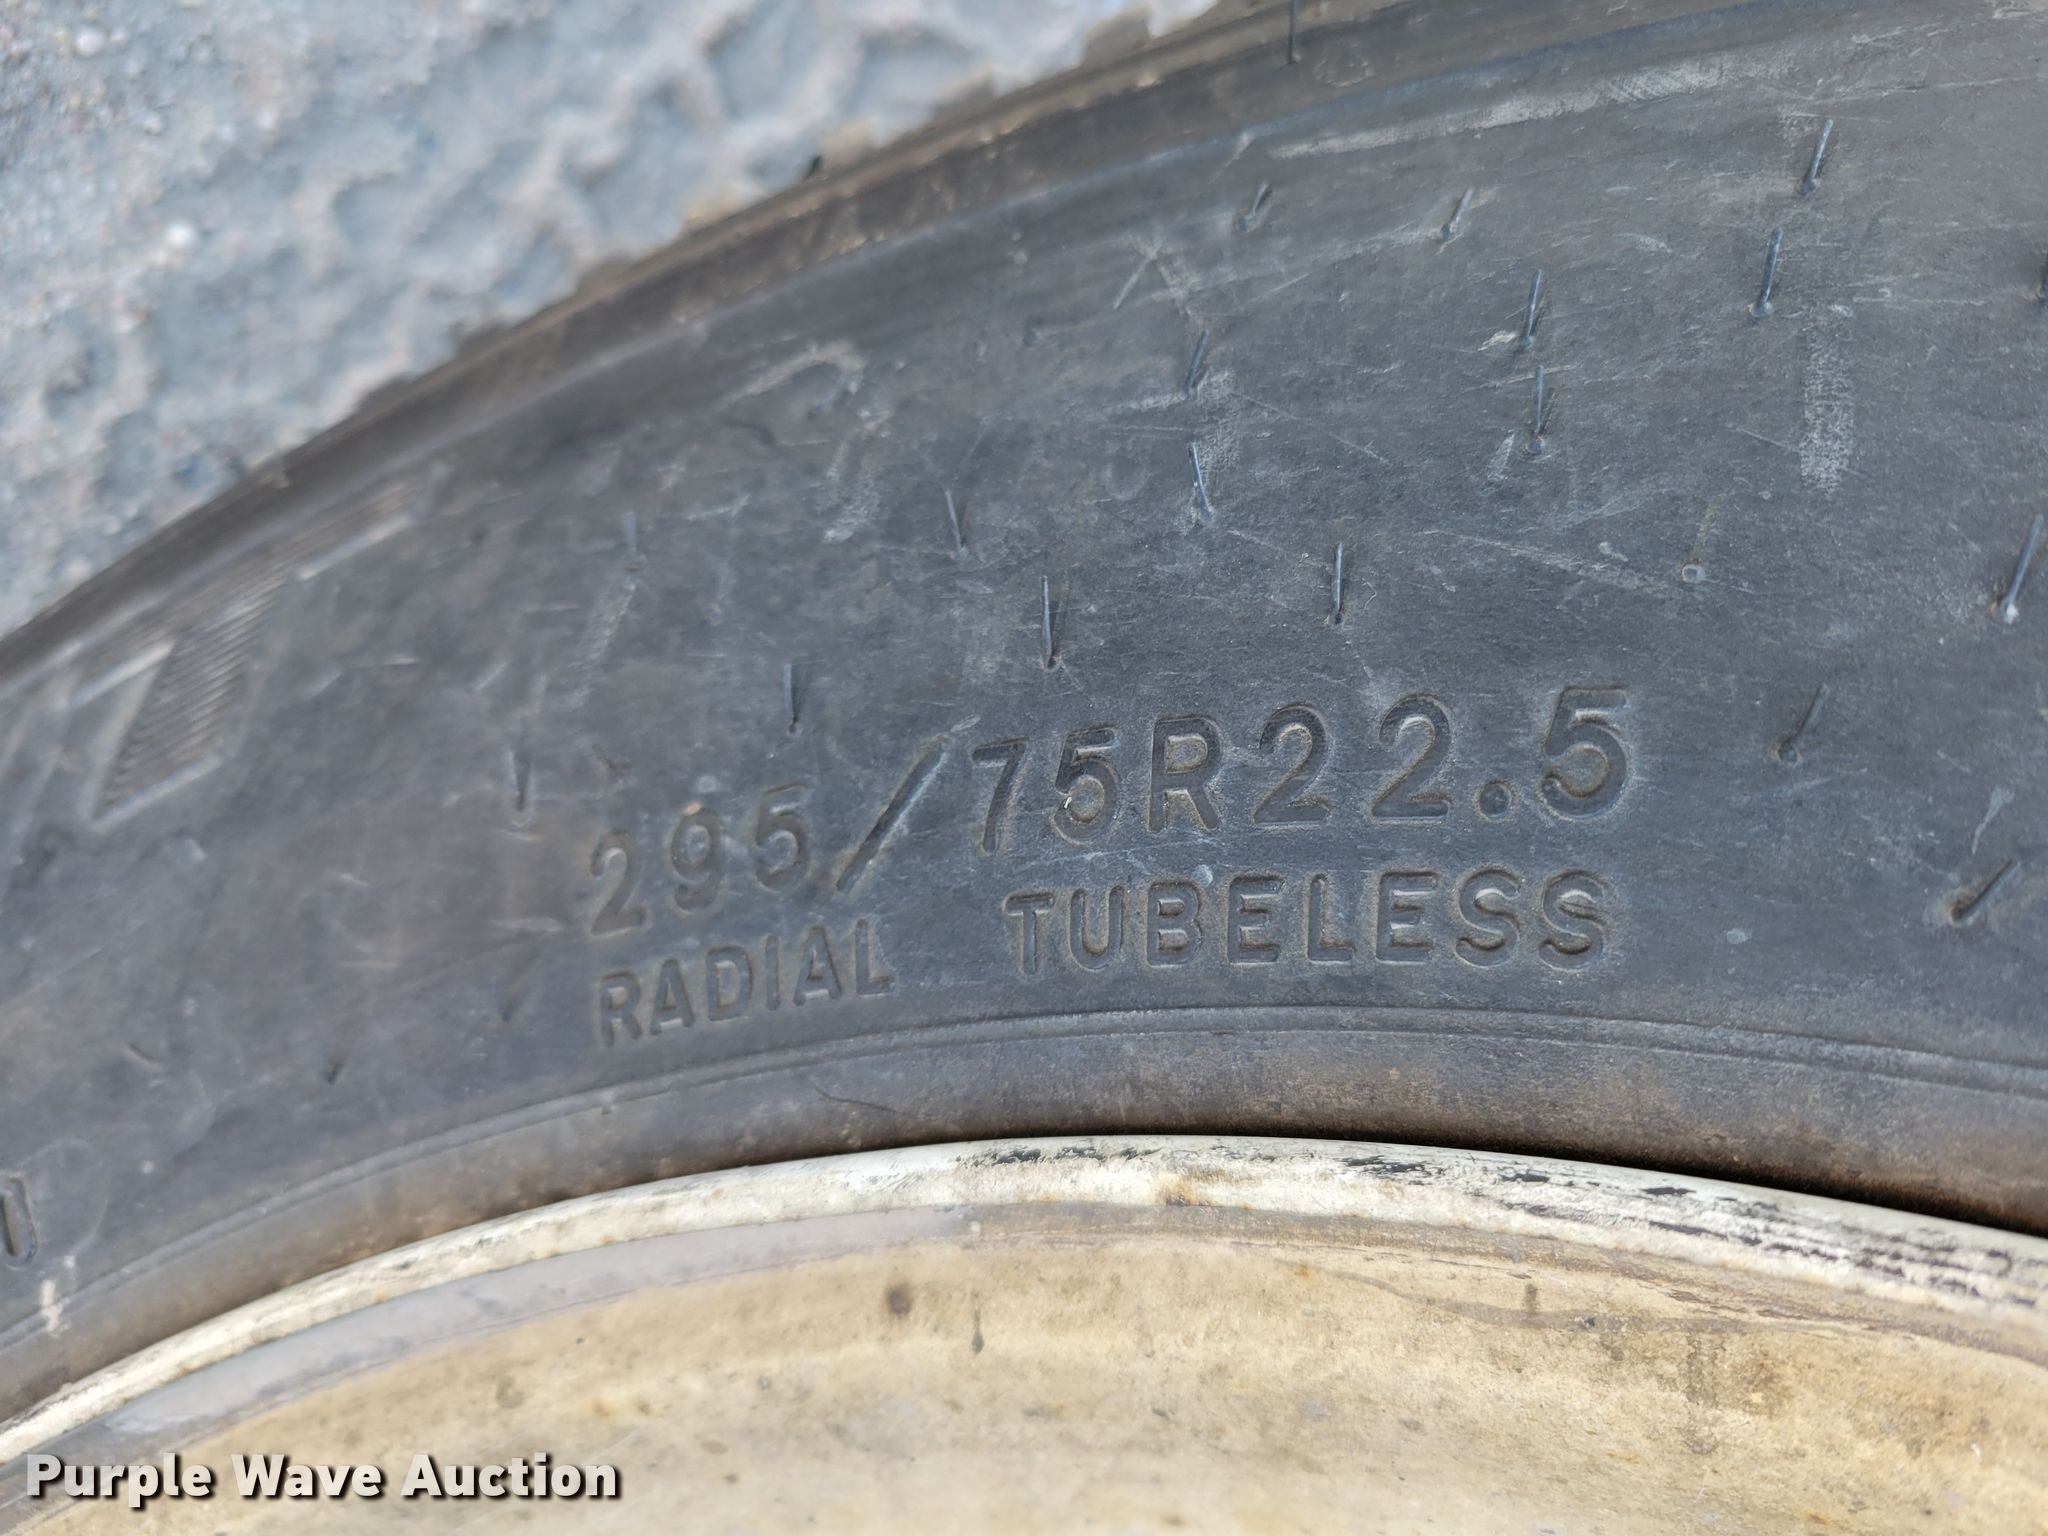 295/75R22.5
RADIAL TUBELESS
Purple Wave Auction